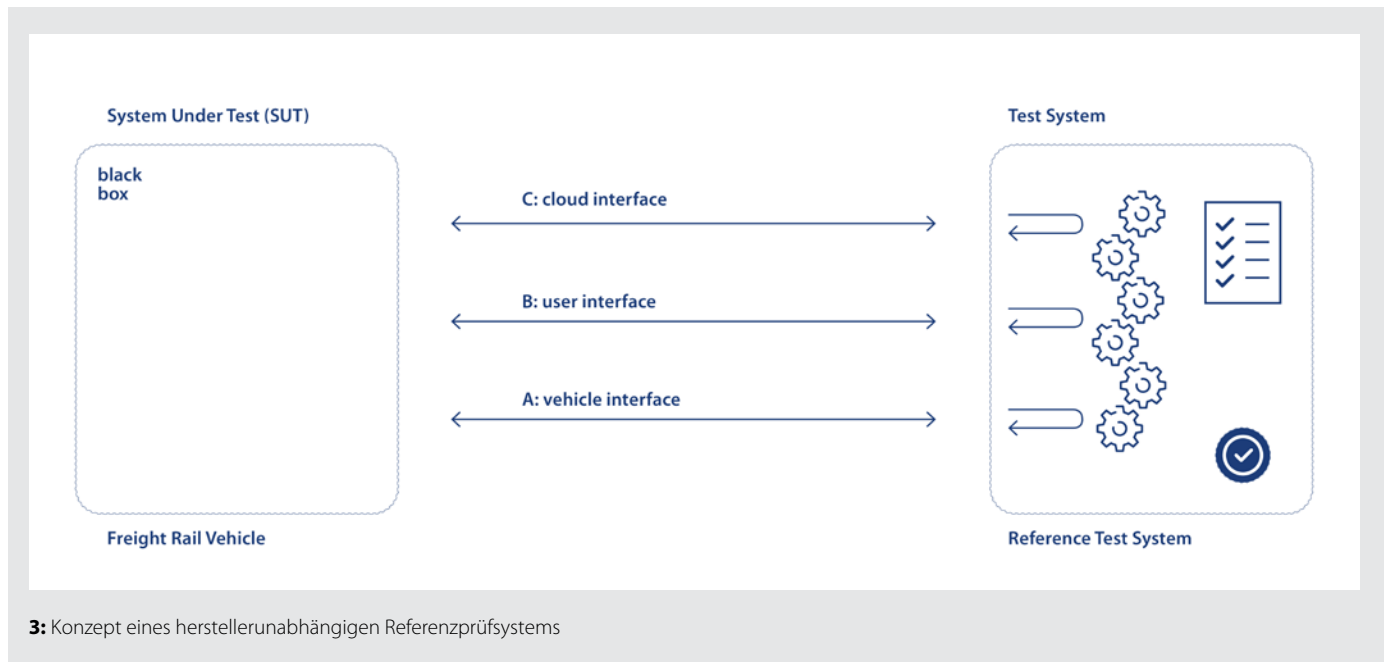 System Under Test (SUT)
Test System
black
box
C: cloud interface
B: user interface
A: vehicle interface
Freight Rail Vehicle
Reference Test System
3: Konzept eines herstellerunabhängigen Referenzprüfsystems